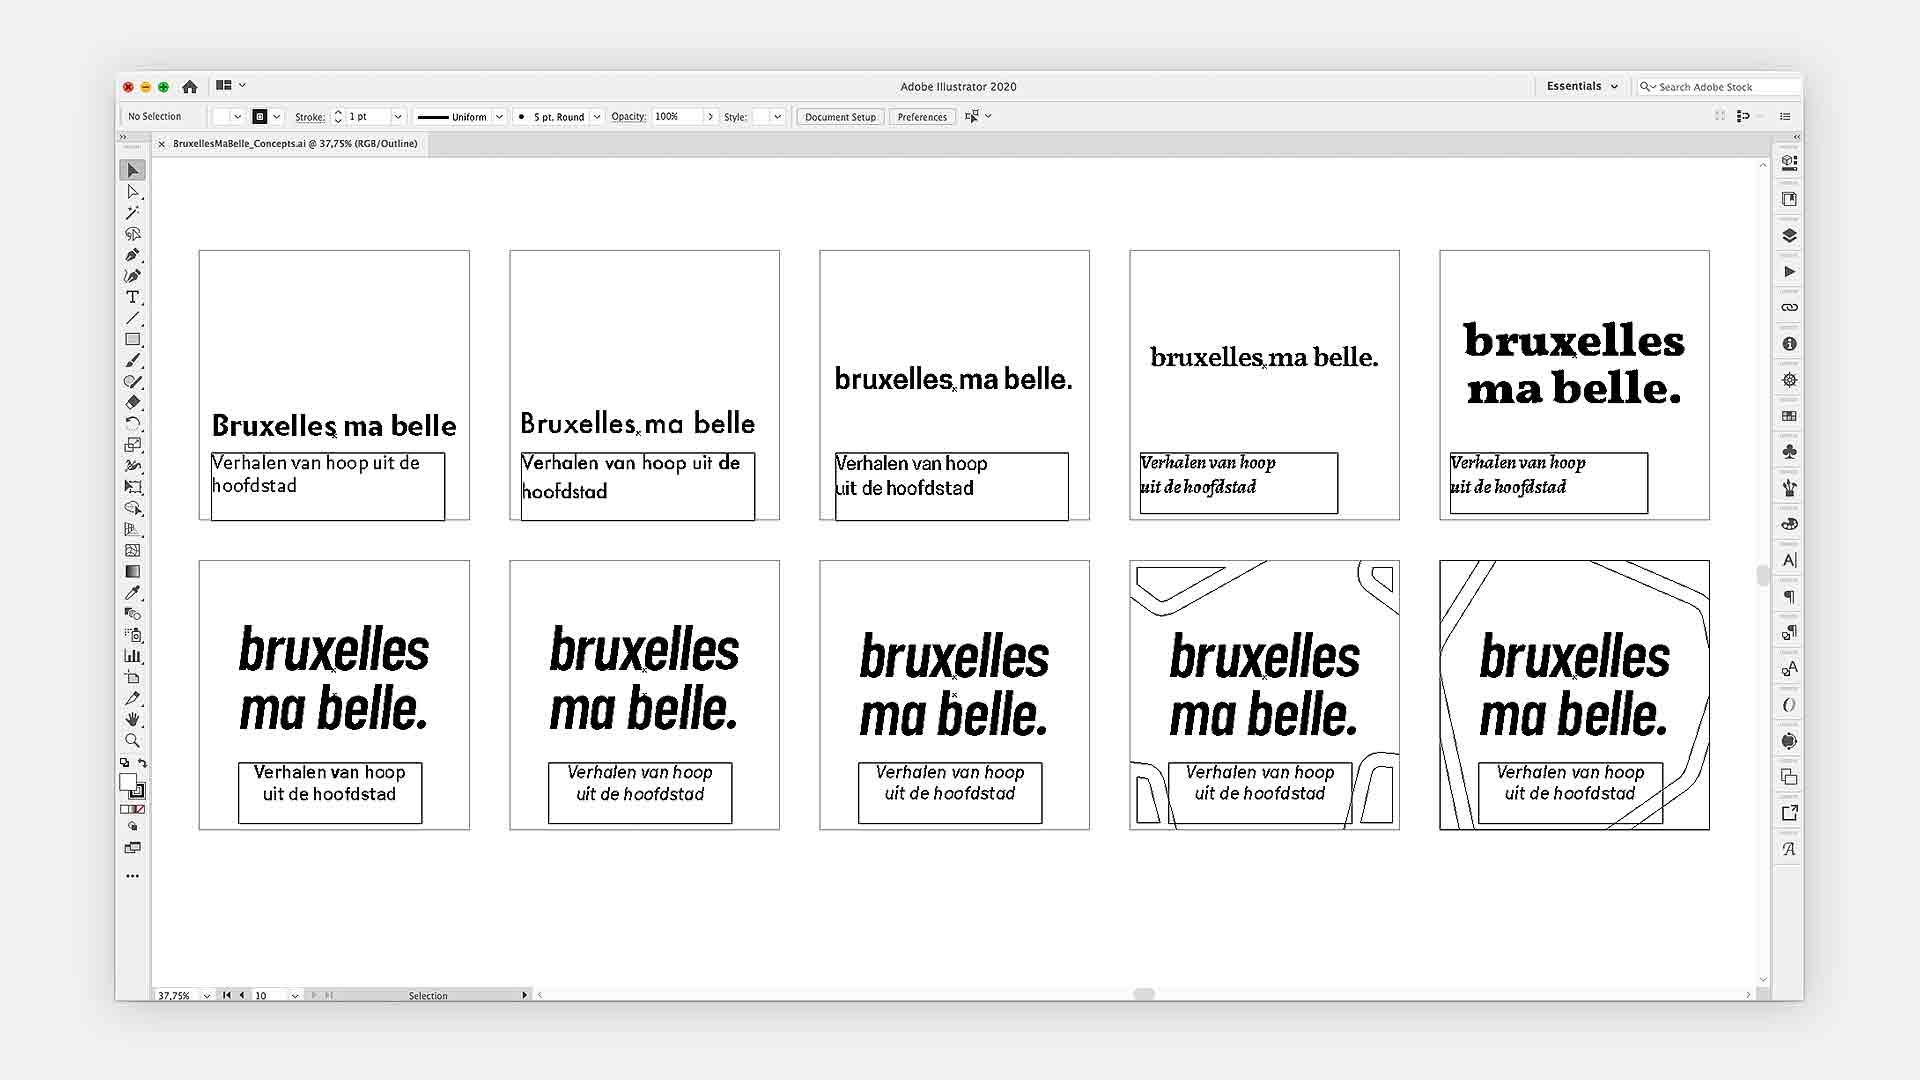 Adobe Illustrator 2020
Essentials
Search Adobe Stock
No Selection
Stroke:
1 pt
Uniform
5 pt. Round
Opacity:
100%
Style:
Document Setup
Preferences
BruxellesMaBelle_Concepts.ai @ 37,75% (RGB/Outline)
Bruxelles ma belle
Verhalen van hoop uit de
hoofdstad
Bruxelles ma belle
Verhalen van hoop uit de
hoofdstad
bruxelles ma belle.
Verhalen van hoop
uit de hoofdstad
bruxelles ma belle.
Verhalen van hoop
uit de hoofdstad
bruxelles
ma belle.
Verhalen van hoop
uit de hoofdstad
bruxelles
ma belle.
Verhalen van hoop
uit de hoofdstad
bruxelles
ma belle.
Verhalen van hoop
uit de hoofdstad
bruxelles
ma belle.
Verhalen van hoop
uit de hoofdstad
bruxelles
ma belle.
Verhalen van hoop
uit de hoofdstad
bruxelles
ma belle.
Verhalen van hoop
uit de hoofdstad
37,75%
10
Selection